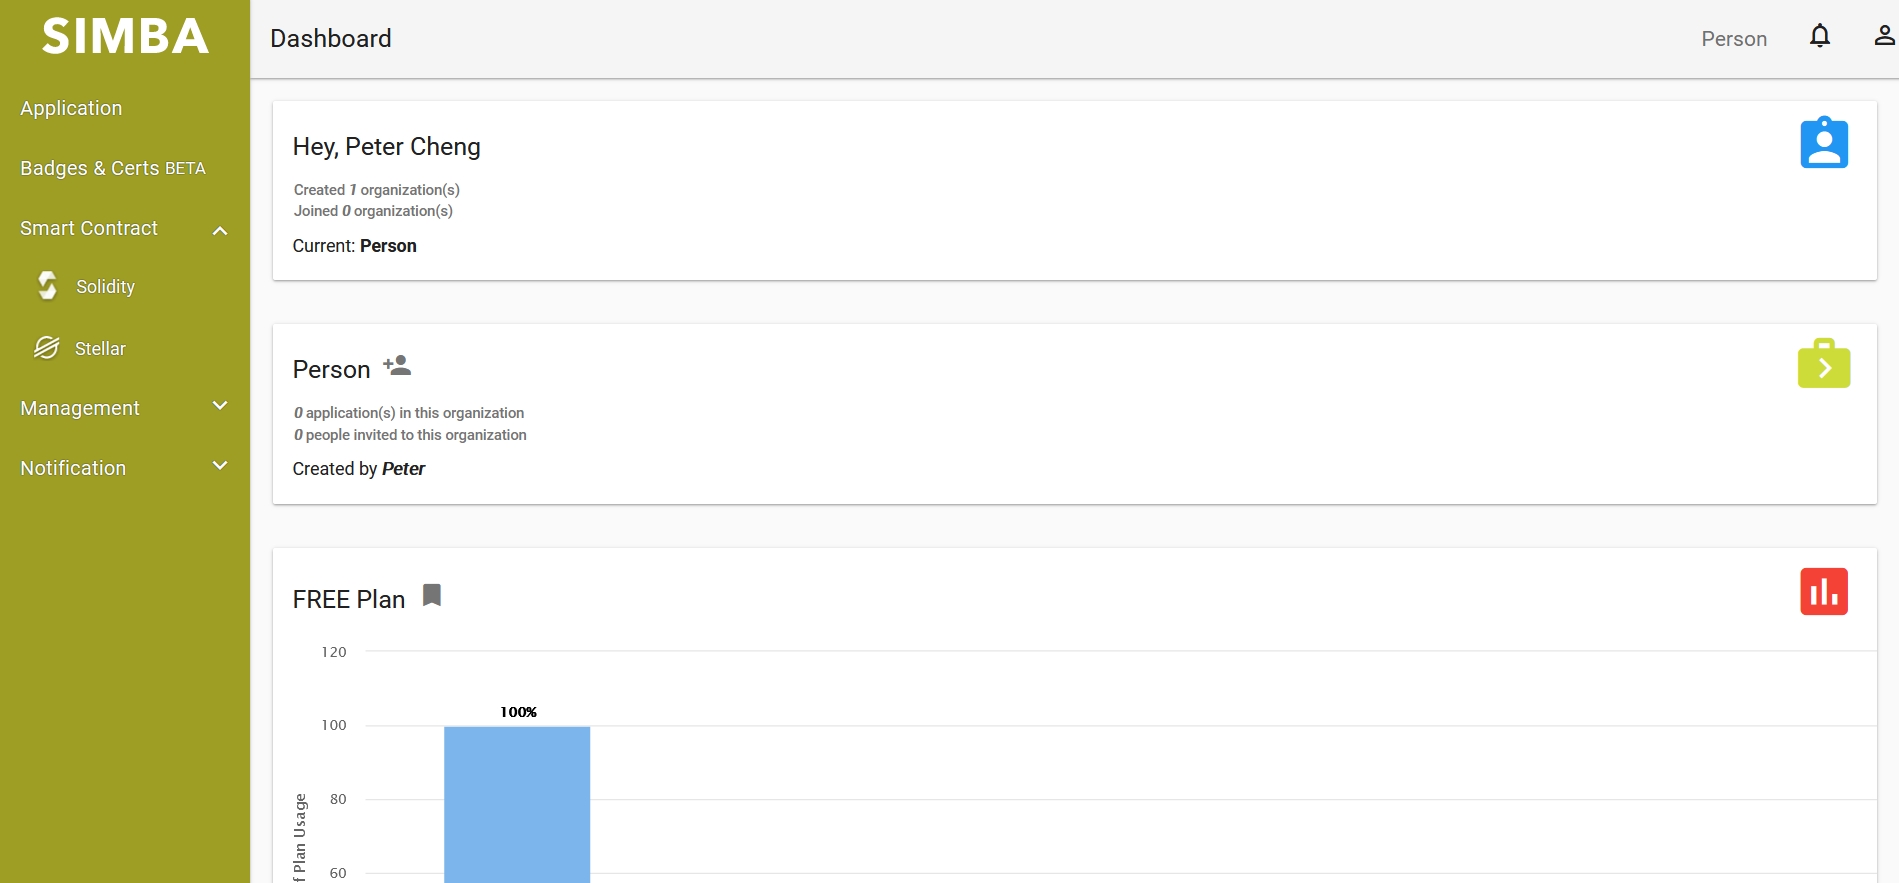 SIMBA
Dashboard
Person
Application
Badges & Certs BETA
Smart Contract
Solidity
Stellar
Management
Notification
Hey, Peter Cheng
Created 1 organization(s)
Joined 0 organization(s)
Current: Person
Person
0 application(s) in this organization
0 people invited to this organization
Created by Peter
FREE Plan
120
100%
100
80
60
f Plan Usage